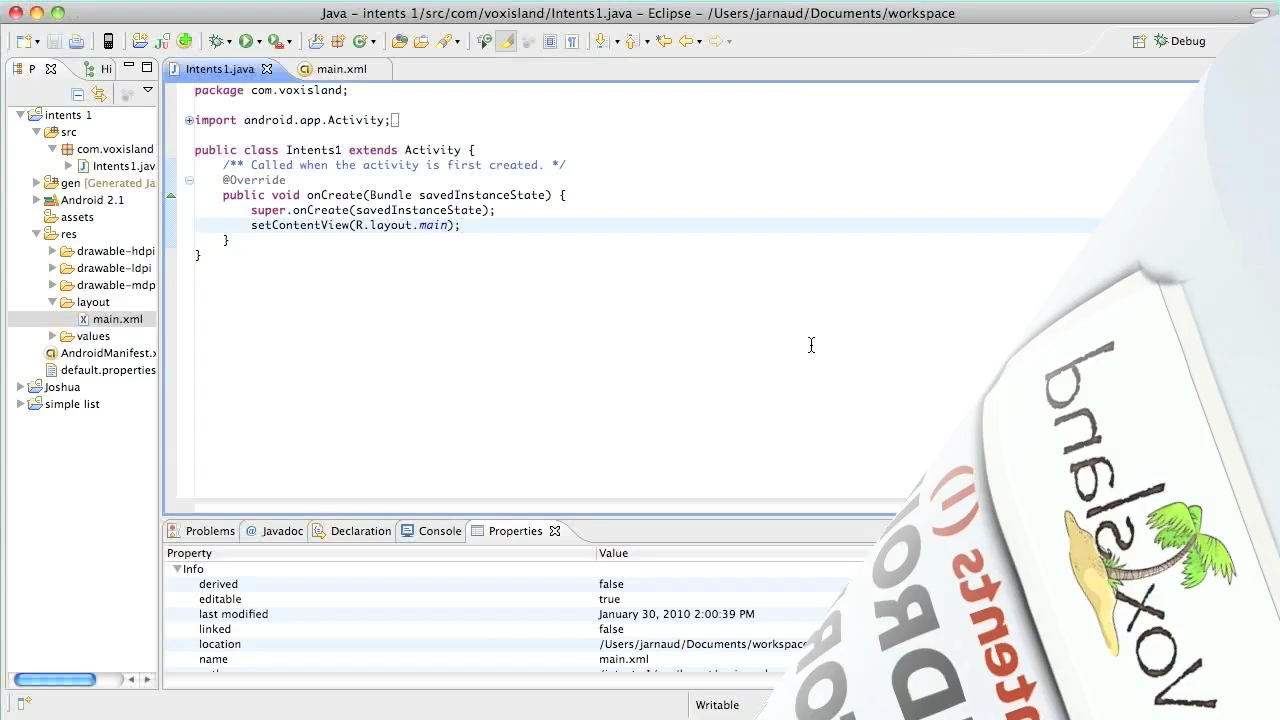 Java – intents 1/src/com/voxisland/Intents1.java – Eclipse – /Users/jarnaud/Documents/workspace
Debug
P
Hi
Intents1.java
main.xml
intents 1
src
com.voxisland
Intents1.jav
gen [Generated Ja
Android 2.1
assets
res
drawable-hdpi
drawable-ldpi
drawable-mdp
layout
main.xml
values
AndroidManifest.x
default.properties
Joshua
simple list
package com.voxisland;
import android.app.Activity;
public class Intents1 extends Activity {
/** Called when the activity is first created. */
@Override
public void onCreate(Bundle savedInstanceState) {
super.onCreate(savedInstanceState);
setContentView(R.layout.main);
}
}
Problems
Javadoc
Declaration
Console
Properties
Property Value
Info
derived false
editable true
last modified January 30, 2010 2:00:39 PM
linked false
location /Users/jarnaud/Documents/workspace
name main.xml
Writable
VoxIsland
Intents (I)